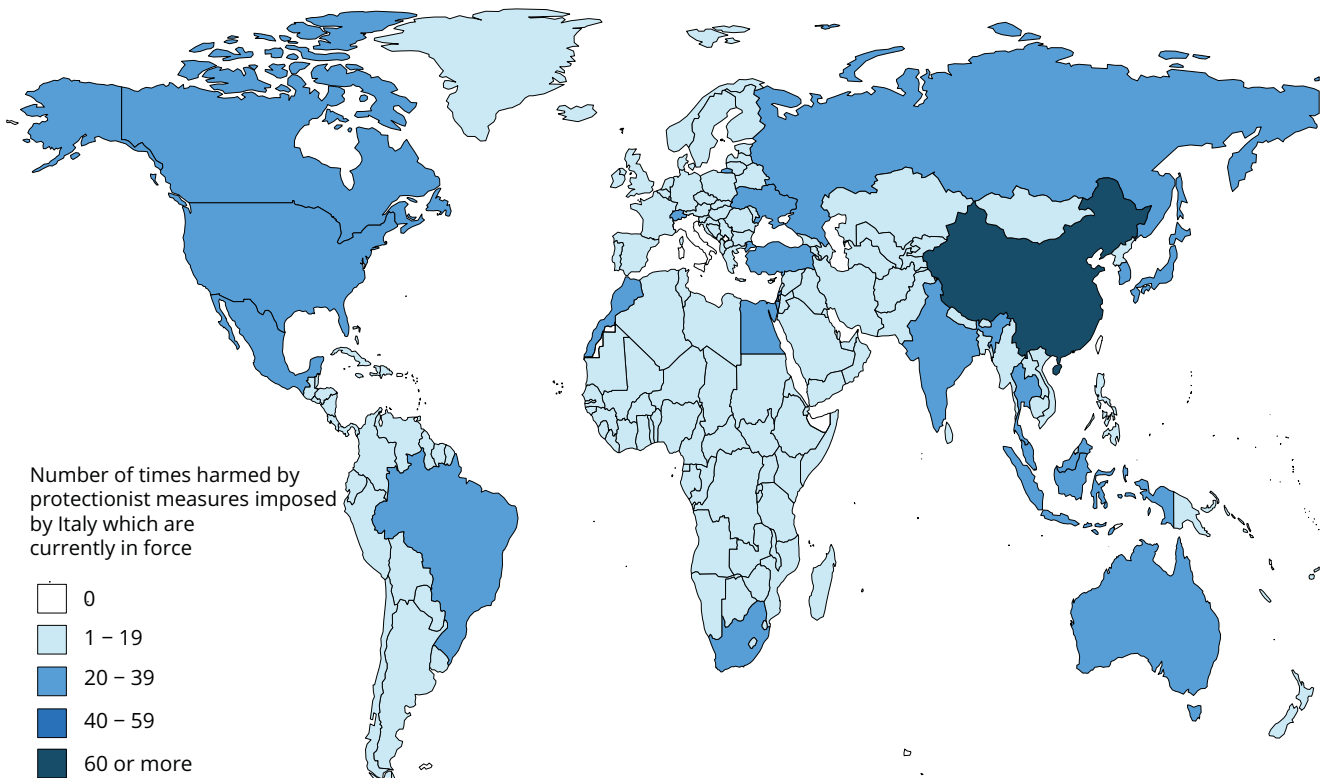 Number of times harmed by
protectionist measures imposed
by Italy which are
currently in force
0
1 – 19
20 – 39
40 – 59
60 or more